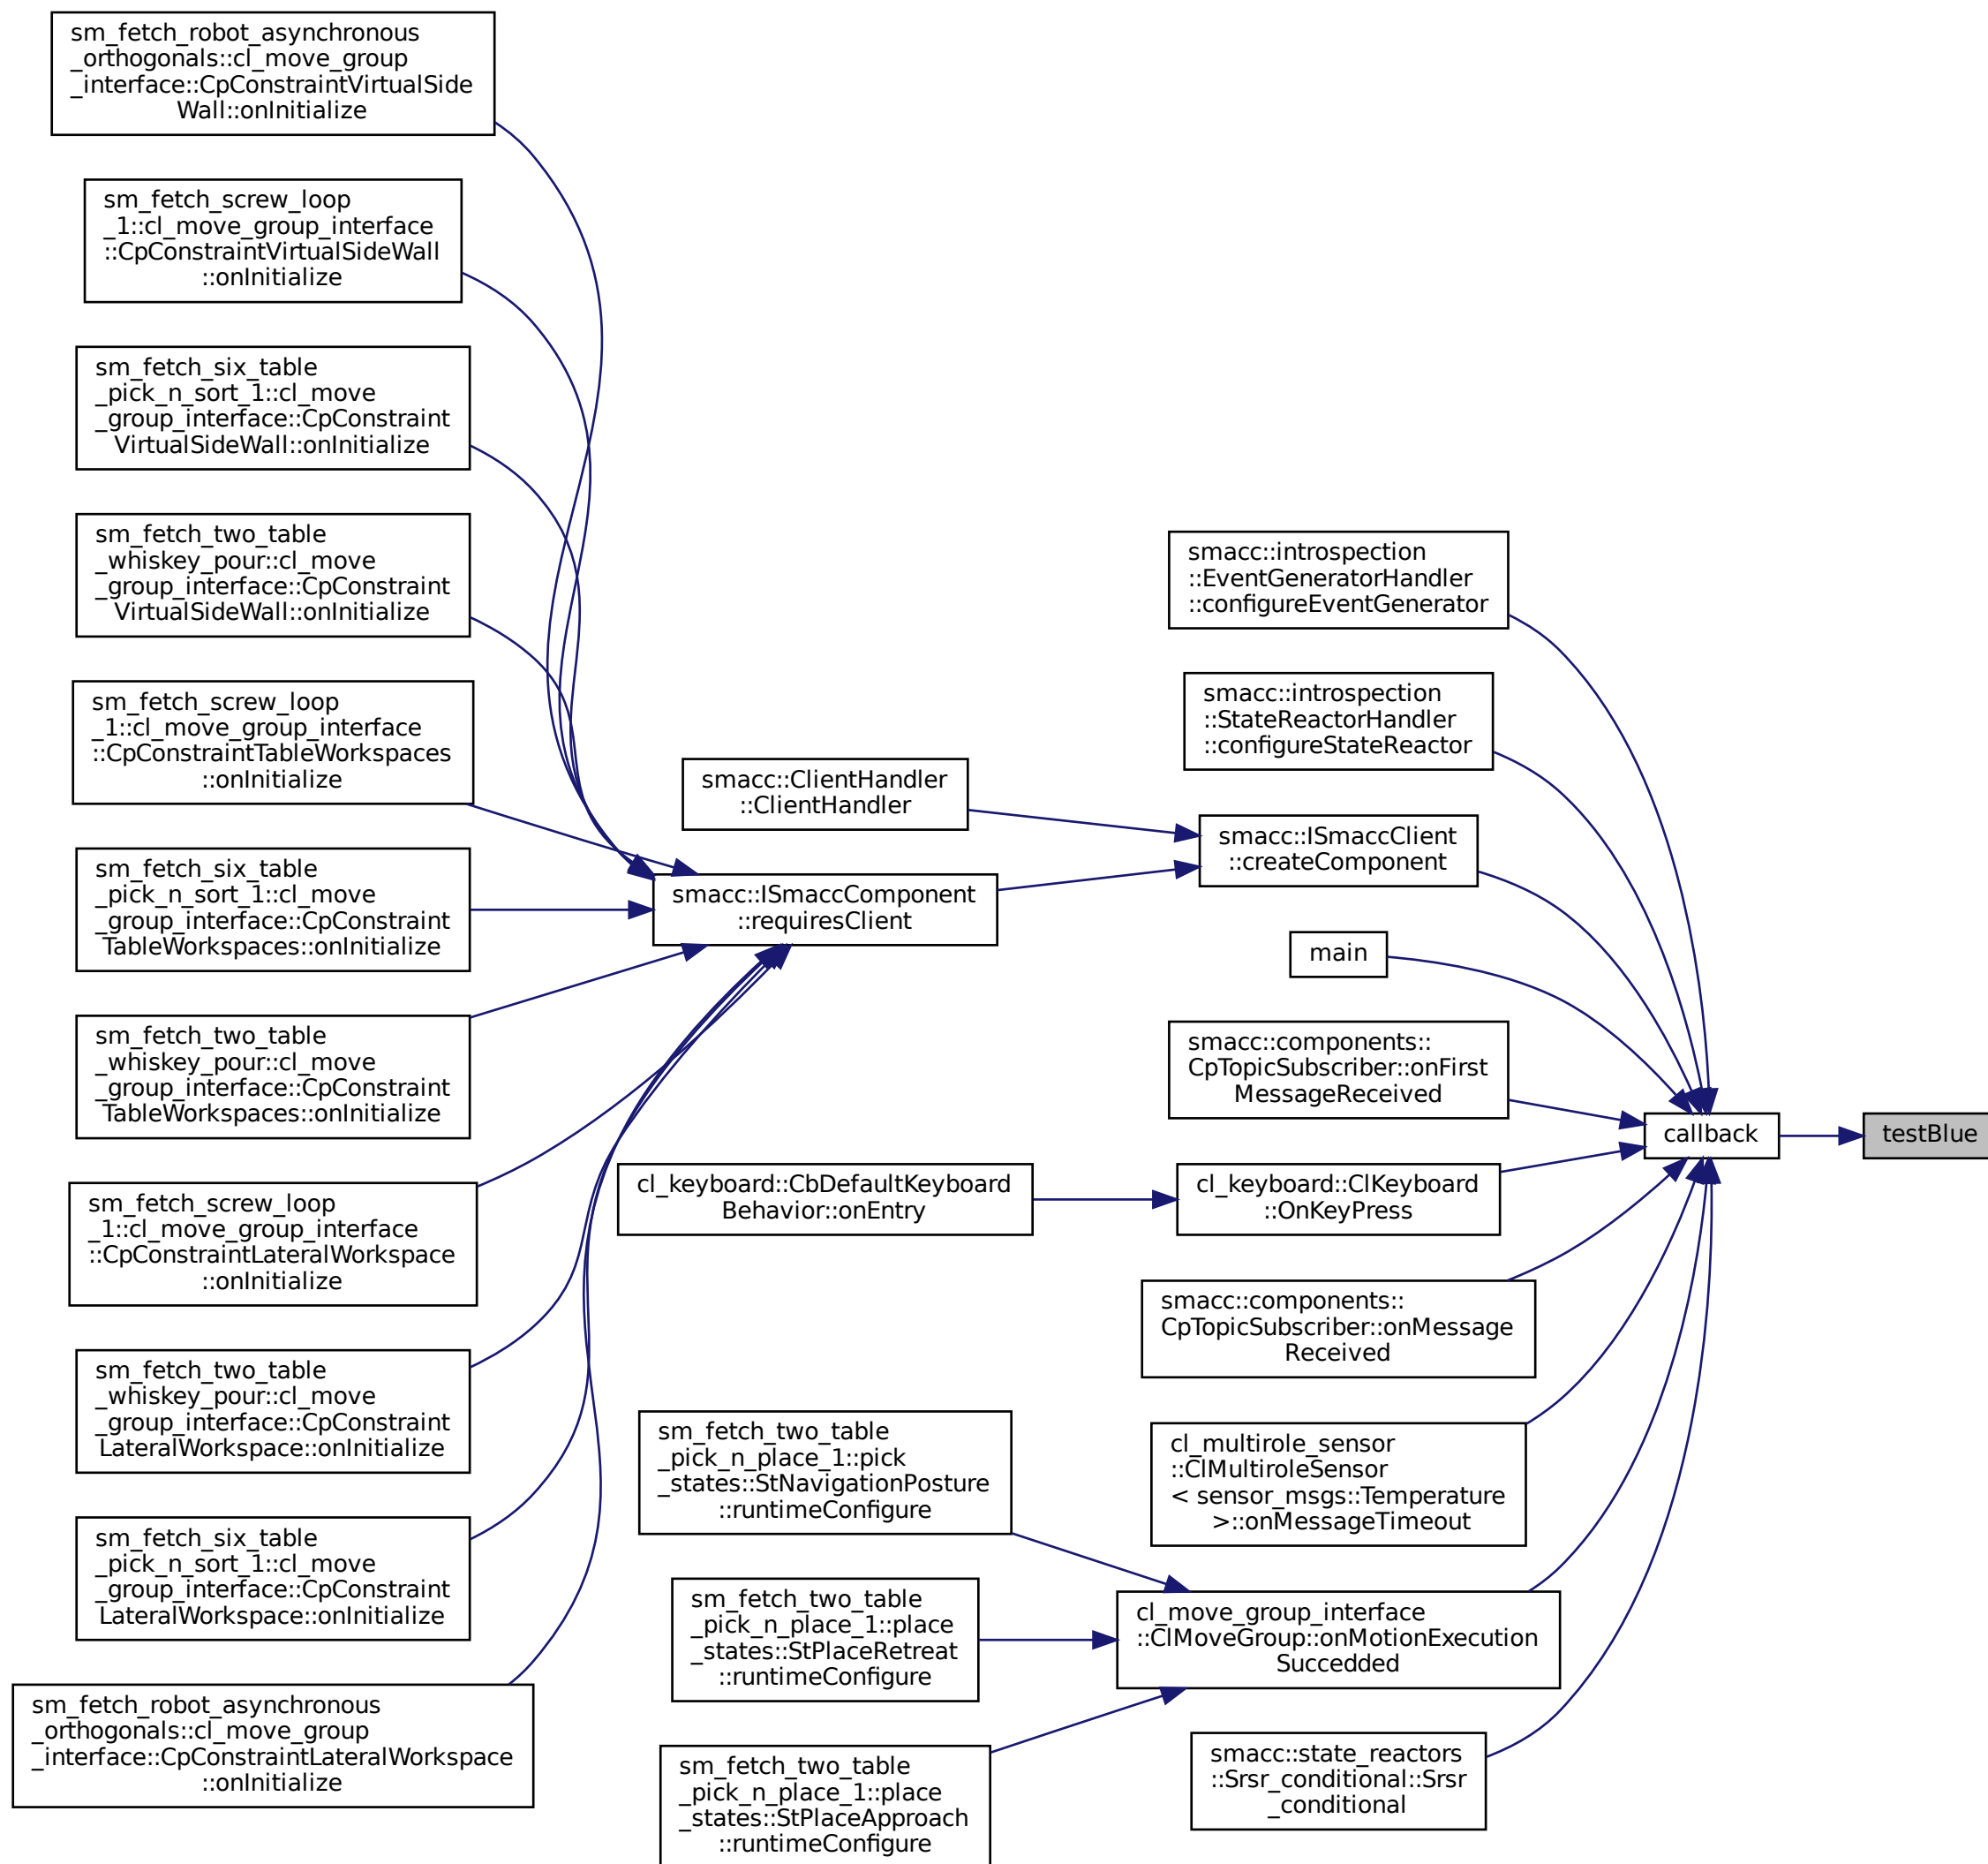 sm_fetch_robot_asynchronous
_orthogonals::cl_move_group
_interface::CpConstraintVirtualSide
Wall::onInitialize
sm_fetch_screw_loop
_1::cl_move_group_interface
::CpConstraintVirtualSideWall
::onInitialize
sm_fetch_six_table
_pick_n_sort_1::cl_move
_group_interface::CpConstraint
VirtualSideWall::onInitialize
sm_fetch_two_table
_whiskey_pour::cl_move
_group_interface::CpConstraint
VirtualSideWall::onInitialize
sm_fetch_screw_loop
_1::cl_move_group_interface
::CpConstraintTableWorkspaces
::onInitialize
sm_fetch_six_table
_pick_n_sort_1::cl_move
_group_interface::CpConstraint
TableWorkspaces::onInitialize
sm_fetch_two_table
_whiskey_pour::cl_move
_group_interface::CpConstraint
TableWorkspaces::onInitialize
sm_fetch_screw_loop
_1::cl_move_group_interface
::CpConstraintLateralWorkspace
::onInitialize
sm_fetch_two_table
_whiskey_pour::cl_move
_group_interface::CpConstraint
LateralWorkspace::onInitialize
sm_fetch_six_table
_pick_n_sort_1::cl_move
_group_interface::CpConstraint
LateralWorkspace::onInitialize
sm_fetch_robot_asynchronous
_orthogonals::cl_move_group
_interface::CpConstraintLateralWorkspace
::onInitialize
smacc::ClientHandler
::ClientHandler
smacc::ISmaccComponent
::requiresClient
cl_keyboard::CbDefaultKeyboard
Behavior::onEntry
sm_fetch_two_table
_pick_n_place_1::pick
_states::StNavigationPosture
::runtimeConfigure
sm_fetch_two_table
_pick_n_place_1::place
_states::StPlaceRetreat
::runtimeConfigure
sm_fetch_two_table
_pick_n_place_1::place
_states::StPlaceApproach
::runtimeConfigure
smacc::introspection
::EventGeneratorHandler
::configureEventGenerator
smacc::introspection
::StateReactorHandler
::configureStateReactor
smacc::ISmaccClient
::createComponent
main
smacc::components::
CpTopicSubscriber::onFirst
MessageReceived
cl_keyboard::ClKeyboard
::OnKeyPress
smacc::components::
CpTopicSubscriber::onMessage
Received
cl_multirole_sensor
::ClMultiroleSensor
< sensor_msgs::Temperature
>::onMessageTimeout
cl_move_group_interface
::ClMoveGroup::onMotionExecution
Succedded
smacc::state_reactors
::Srsr_conditional::Srsr
_conditional
callback
testBlue